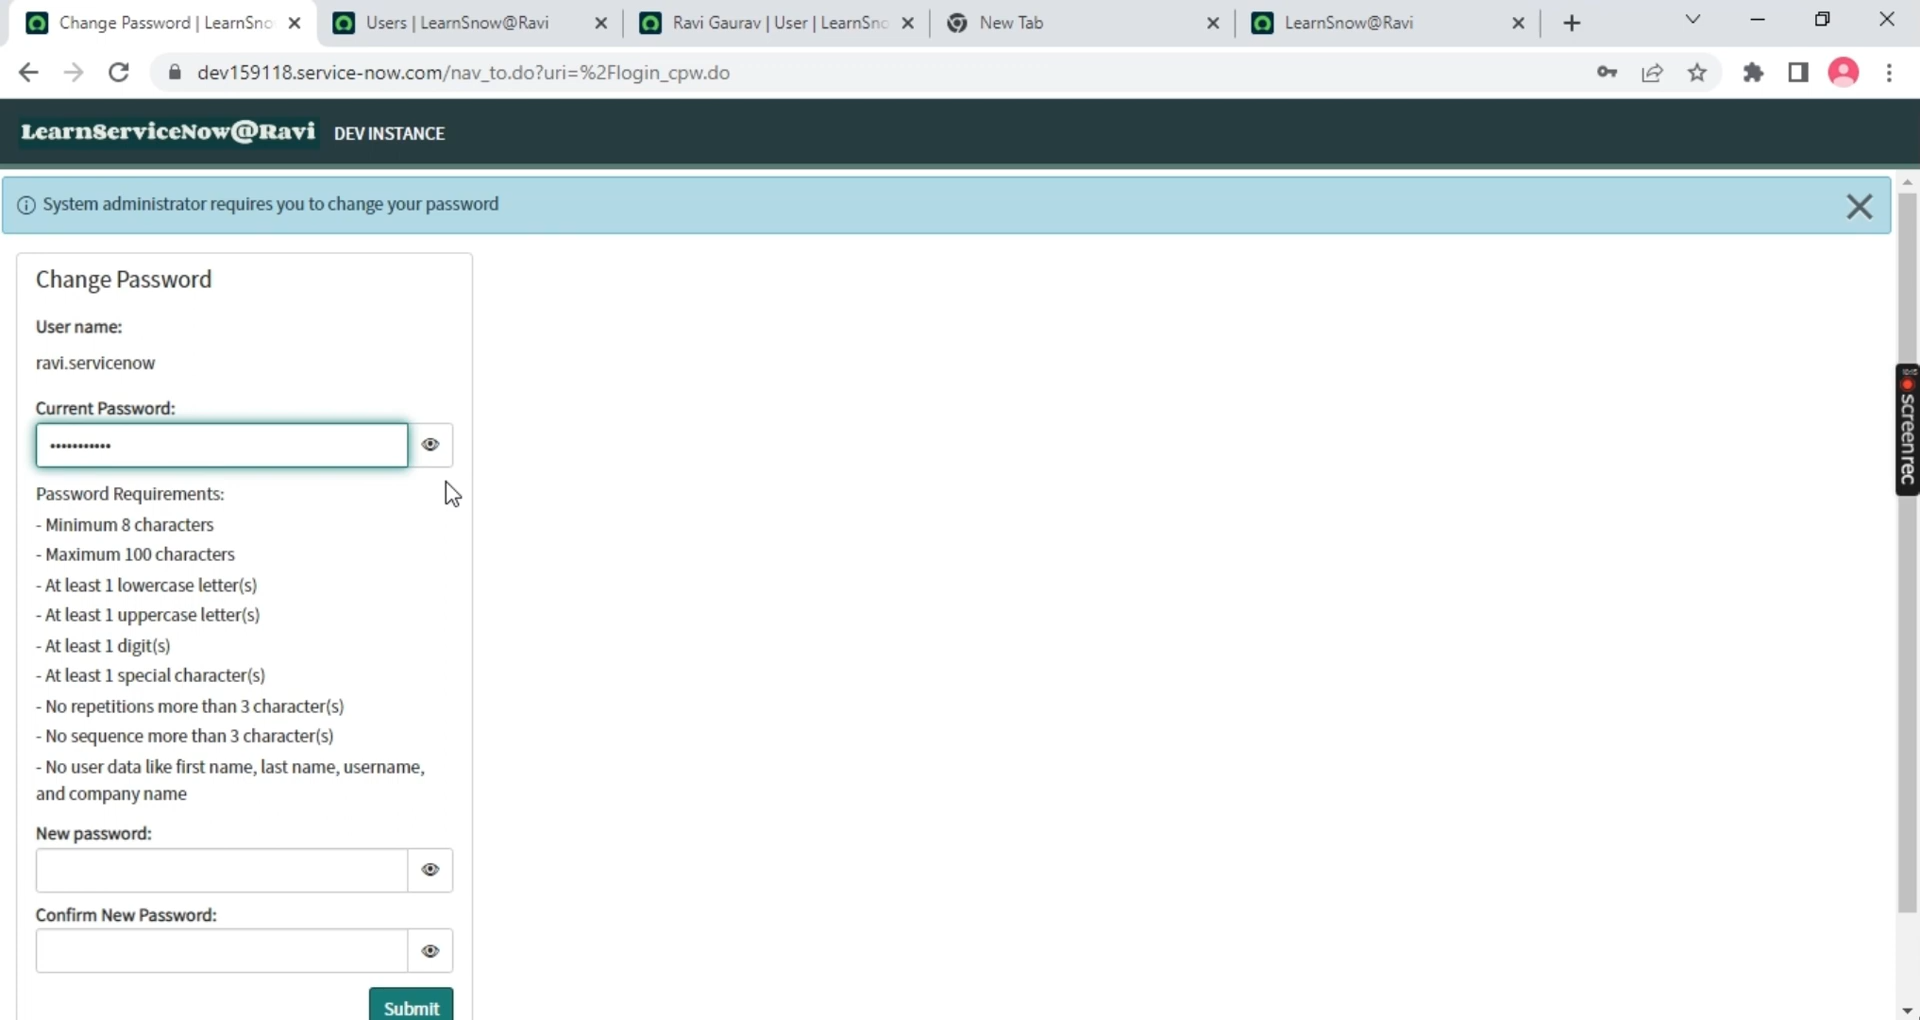 Change Password | LearnSno
Users | LearnSnow@Ravi
Ravi Gaurav | User | LearnSno
New Tab
LearnSnow@Ravi
dev159118.service-now.com/nav_to.do?uri=%2Flogin_cpw.do
LearnServiceNow@Ravi DEV INSTANCE
System administrator requires you to change your password
Change Password
User name:
ravi.servicenow
Current Password:
•••••••••••
Password Requirements:
- Minimum 8 characters
- Maximum 100 characters
- At least 1 lowercase letter(s)
- At least 1 uppercase letter(s)
- At least 1 digit(s)
- At least 1 special character(s)
- No repetitions more than 3 character(s)
- No sequence more than 3 character(s)
- No user data like first name, last name, username,
and company name
New password:
Confirm New Password:
Submit
10:15
screenrec